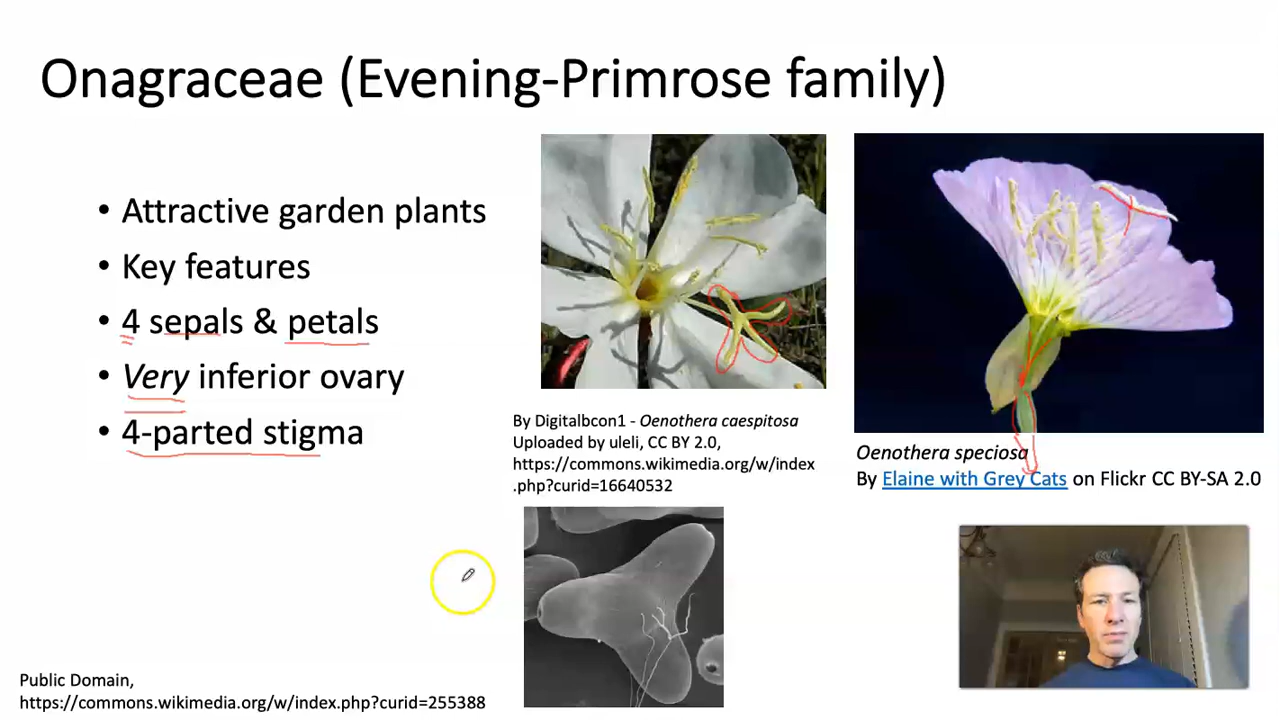 Onagraceae (Evening-Primrose family)
• Attractive garden plants
• Key features
• 4 sepals & petals
• Very inferior ovary
• 4-parted stigma
By Digitalbcon1 - Oenothera caespitosa
Uploaded by uleli, CC BY 2.0,
https://commons.wikimedia.org/w/index
.php?curid=16640532
Oenothera speciosa
By Elaine with Grey Cats on Flickr CC BY-SA 2.0
Public Domain,
https://commons.wikimedia.org/w/index.php?curid=255388